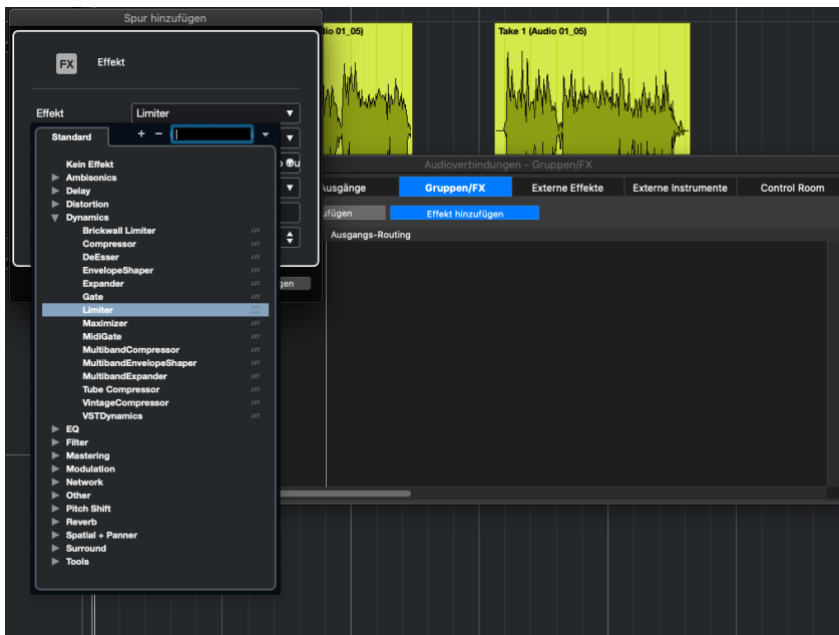 Spur hinzufügen
FX Effekt
Effekt Limiter
Standard + −
Kein Effekt
Ambisonics
Delay
Distortion
Dynamics
Brickwall Limiter
Compressor
DeEsser
EnvelopeShaper
Expander
Gate
Limiter
Maximizer
MidiGate
MultibandCompressor
MultibandEnvelopeShaper
MultibandExpander
Tube Compressor
VintageCompressor
VSTDynamics
EQ
Filter
Mastering
Modulation
Network
Other
Pitch Shift
Reverb
Spatial + Panner
Surround
Tools
dio 01_05)
Take 1 (Audio 01_05)
Audioverbindungen - Gruppen/FX
Ausgänge Gruppen/FX Externe Effekte Externe Instrumente Control Room
ufügen Effekt hinzufügen
Ausgangs-Routing